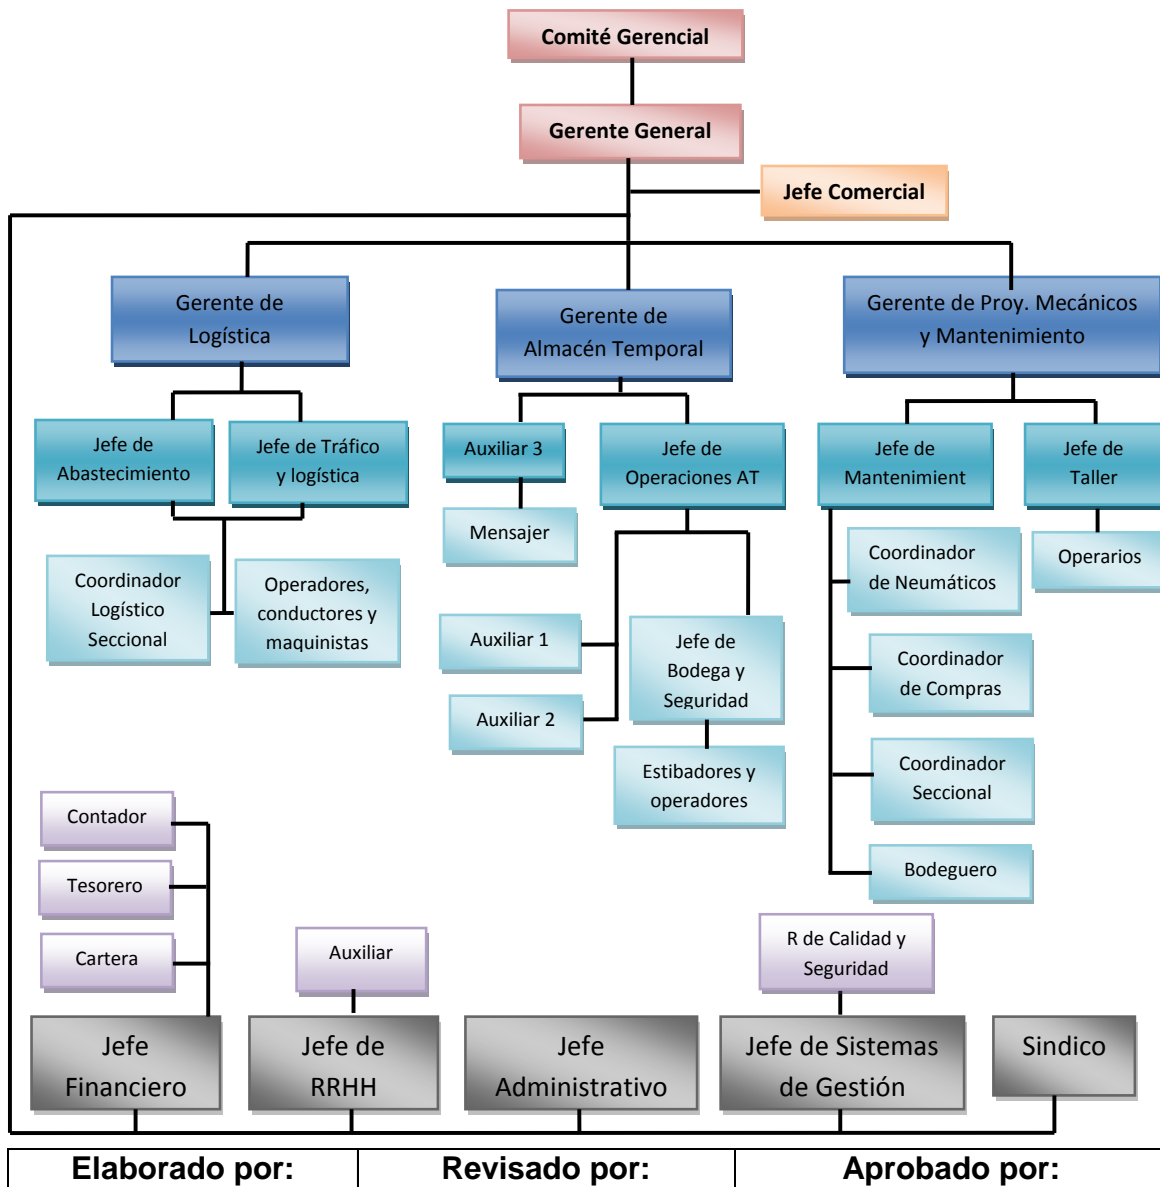 Comité Gerencial
Gerente General
Jefe Comercial
Gerente de
Logística
Gerente de
Almacén Temporal
Gerente de Proy. Mecánicos
y Mantenimiento
Jefe de
Abastecimiento
Jefe de Tráfico
y logística
Auxiliar 3
Jefe de
Operaciones AT
Jefe de
Mantenimient
Jefe de
Taller
Mensajer
Coordinador
de Neumáticos
Operarios
Coordinador
Logístico
Seccional
Operadores,
conductores y
maquinistas
Auxiliar 1
Jefe de
Bodega y
Seguridad
Coordinador
de Compras
Auxiliar 2
Estibadores y
operadores
Coordinador
Seccional
Contador
Bodeguero
Tesorero
Cartera
Auxiliar
R de Calidad y
Seguridad
Jefe
Financiero
Jefe de
RRHH
Jefe
Administrativo
Jefe de Sistemas
de Gestión
Sindico
Elaborado por:
Revisado por:
Aprobado por: